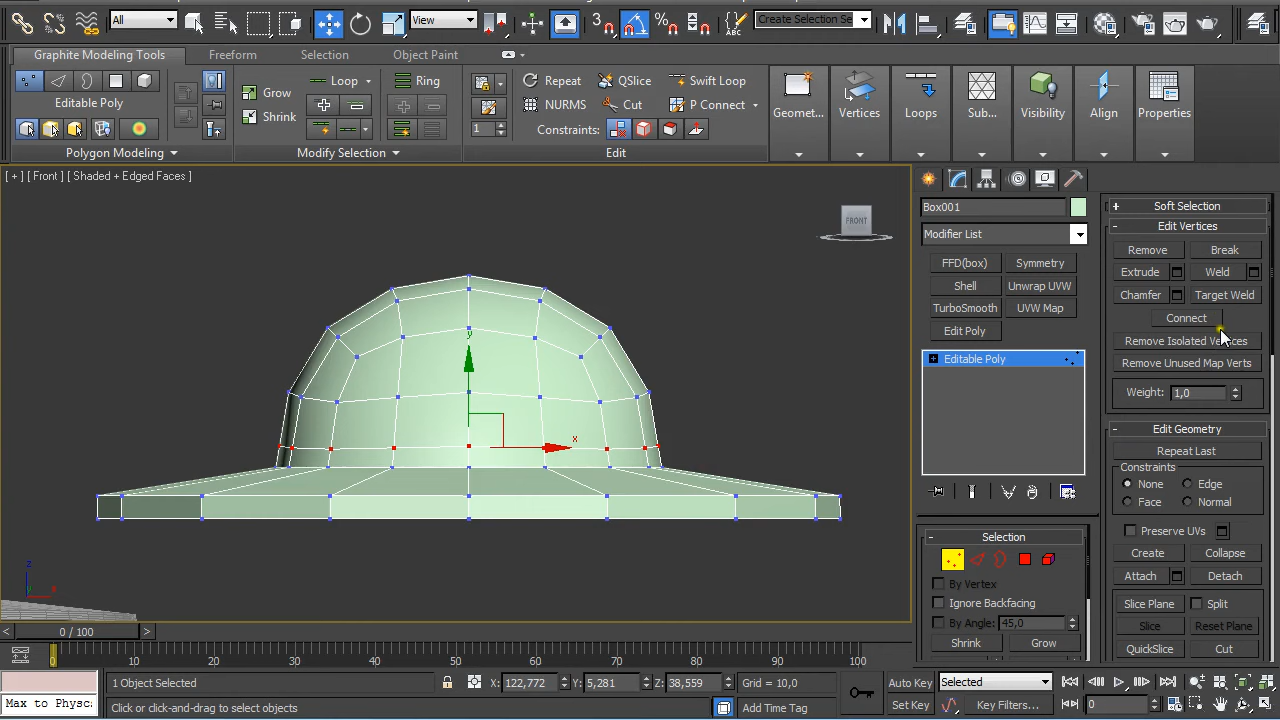 All
View
3
Create Selection Se
Graphite Modeling Tools
Freeform
Selection
Object Paint
Editable Poly
Polygon Modeling
Grow
Shrink
Loop
Ring
Modify Selection
1
Repeat
QSlice
Swift Loop
NURMS
Cut
P Connect
Constraints:
Edit
Geomet...
Vertices
Loops
Sub...
Visibility
Align
Properties
[ + ] [ Front ] [ Shaded + Edged Faces ]
FRONT
y
x
z
x
Box001
Modifier List
FFD(box)
Symmetry
Shell
Unwrap UVW
TurboSmooth
UVW Map
Edit Poly
Editable Poly
Selection
By Vertex
Ignore Backfacing
By Angle: 45,0
Shrink
Grow
Soft Selection
Edit Vertices
Remove
Break
Extrude
Weld
Chamfer
Target Weld
Connect
Remove Isolated Vertices
Remove Unused Map Verts
Weight: 1,0
Edit Geometry
Repeat Last
Constraints
None
Edge
Face
Normal
Preserve UVs
Create
Collapse
Attach
Detach
Slice Plane
Split
Slice
Reset Plane
QuickSlice
Cut
0 / 100
0 10 20 30 40 50 60 70 80 90 100
1 Object Selected
X: 122,772
Y: 5,281
Z: 38,559
Grid = 10,0
Auto Key
Selected
Max to Physc
Click or click-and-drag to select objects
Add Time Tag
Set Key
Key Filters...
0